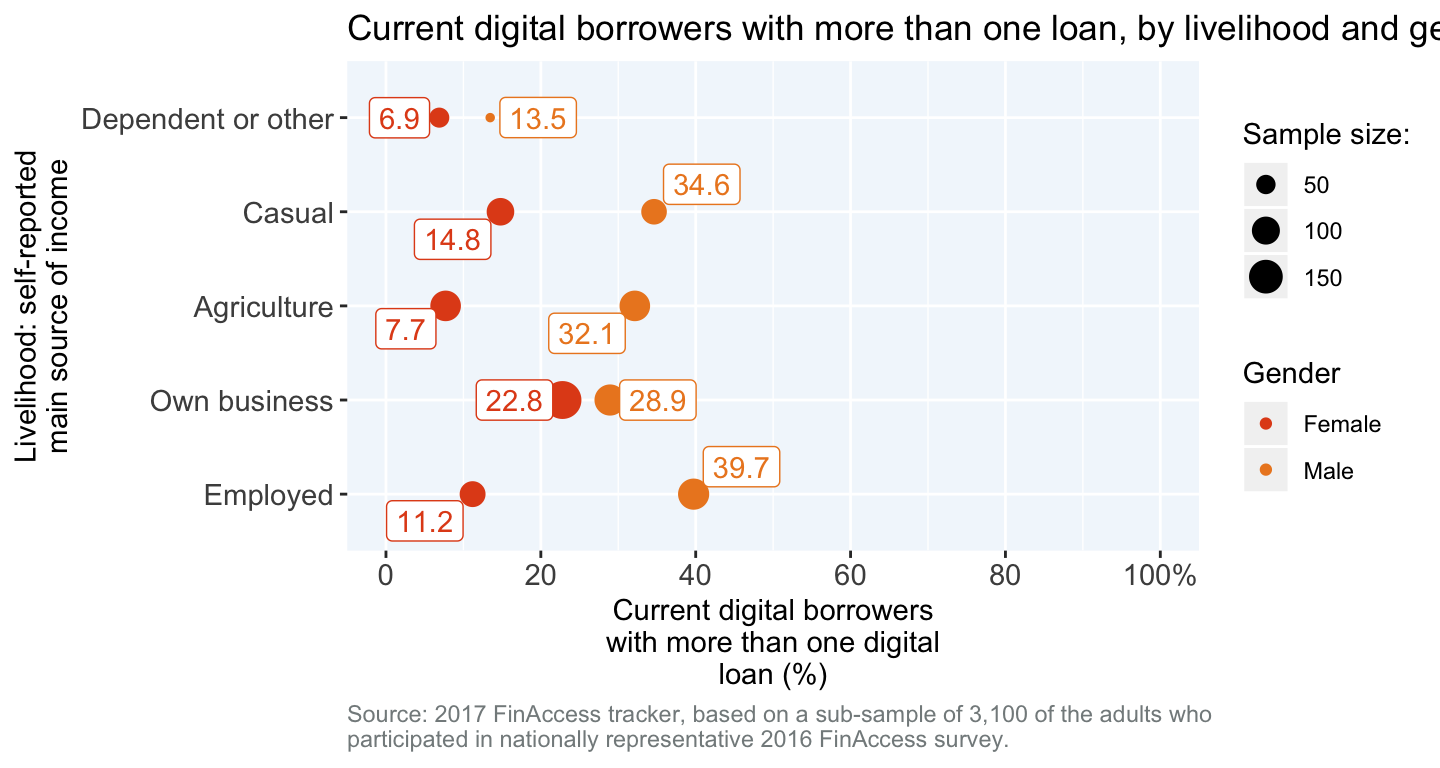 Current digital borrowers with more than one loan, by livelihood and ge
Livelihood: self-reported
main source of income
Dependent or other
6.9
13.5
Casual
14.8
34.6
Agriculture
7.7
32.1
Own business
22.8
28.9
Employed
11.2
39.7
0
20
40
60
80
100%
Current digital borrowers
with more than one digital
loan (%)
Sample size:
50
100
150
Gender
Female
Male
Source: 2017 FinAccess tracker, based on a sub-sample of 3,100 of the adults who
participated in nationally representative 2016 FinAccess survey.